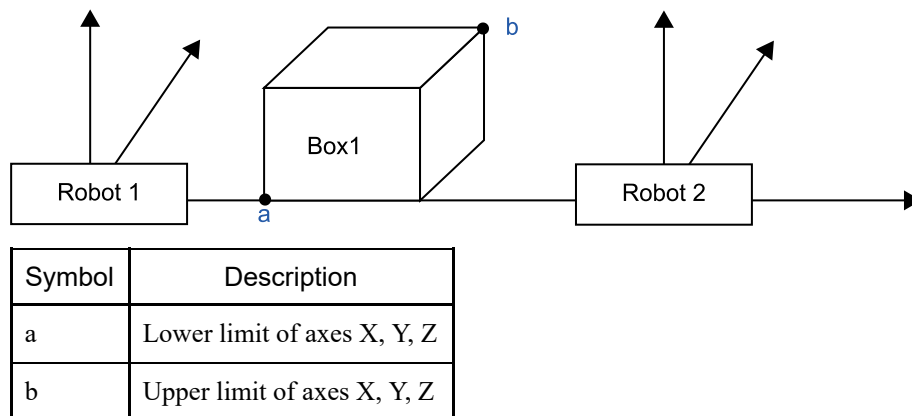 b
Box1
Robot 1
Robot 2
a
Symbol Description
a Lower limit of axes X, Y, Z
b Upper limit of axes X, Y, Z